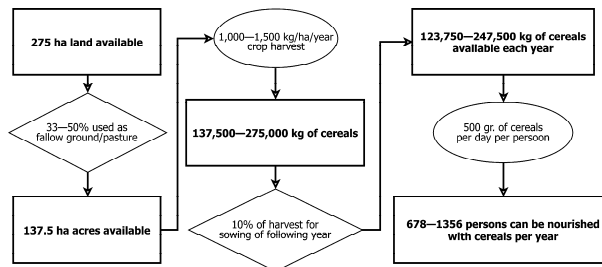 275 ha land available
33—50% used as
fallow ground/pasture
137.5 ha acres available
1,000—1,500 kg/ha/year
crop harvest
137,500—275,000 kg of cereals
10% of harvest for
sowing of following year
123,750—247,500 kg of cereals
available each year
500 gr. of cereals
per day per persoon
678—1356 persons can be nourished
with cereals per year